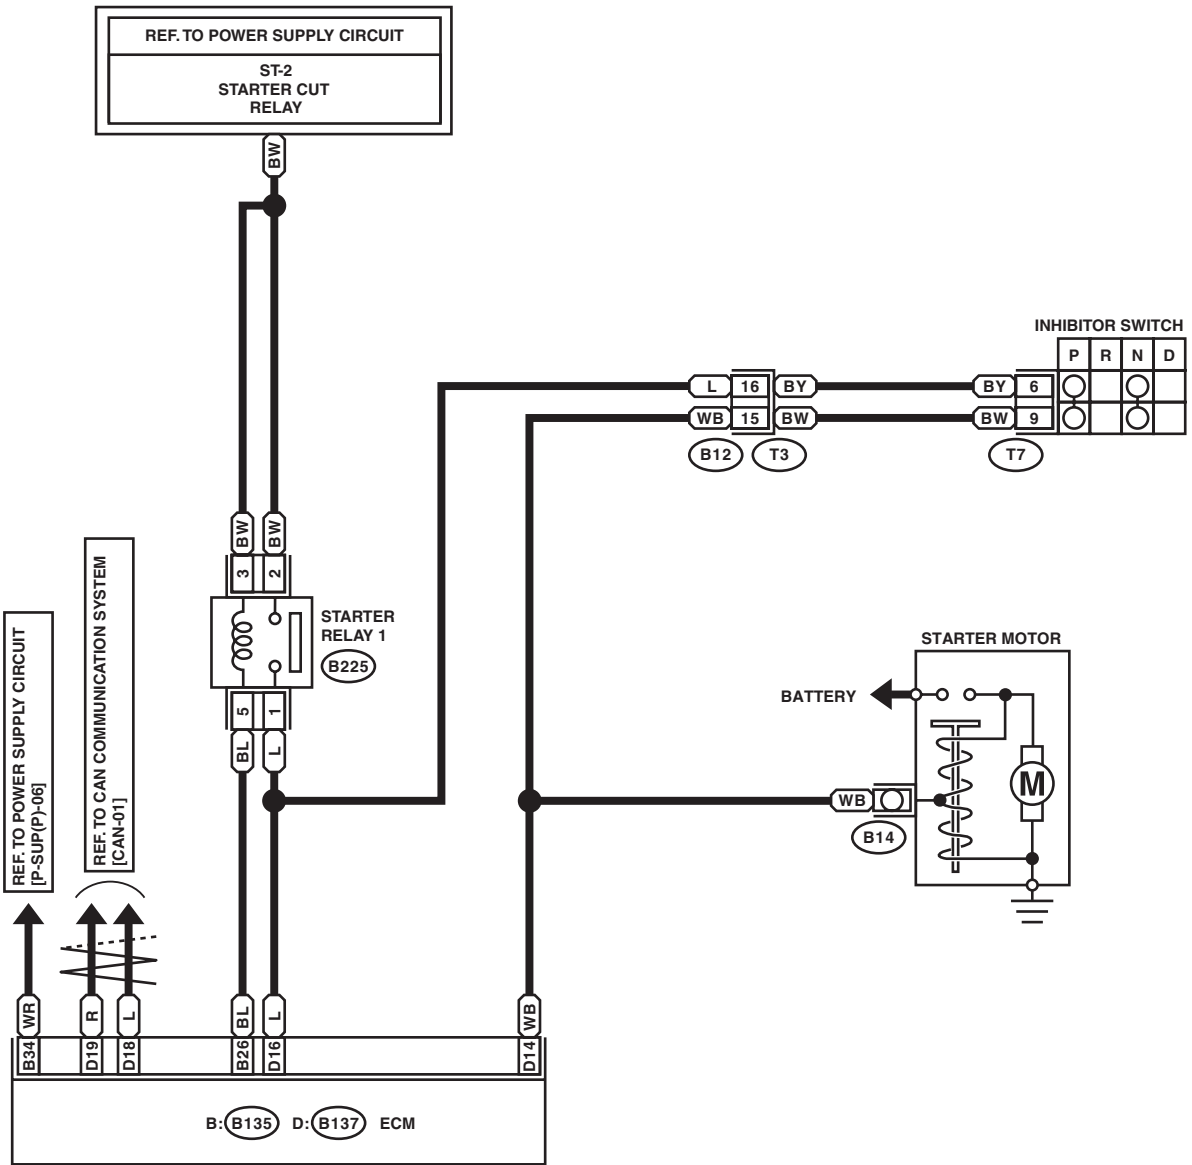 REF. TO POWER SUPPLY CIRCUIT
ST-2
STARTER CUT
RELAY
BW
INHIBITOR SWITCH
P R N D
L 16 BY BY 6
WB 15 BW BW 9
B12 T3 T7
BW BW
3 2
STARTER
RELAY 1
B225
5 1
BL L
REF. TO POWER SUPPLY CIRCUIT
[P-SUP(P)-06]
REF. TO CAN COMMUNICATION SYSTEM
[CAN-01]
STARTER MOTOR
BATTERY
M
WB
B14
WR R L BL L WB
B34 D19 D18 B26 D16 D14
B: B135 D: B137 ECM